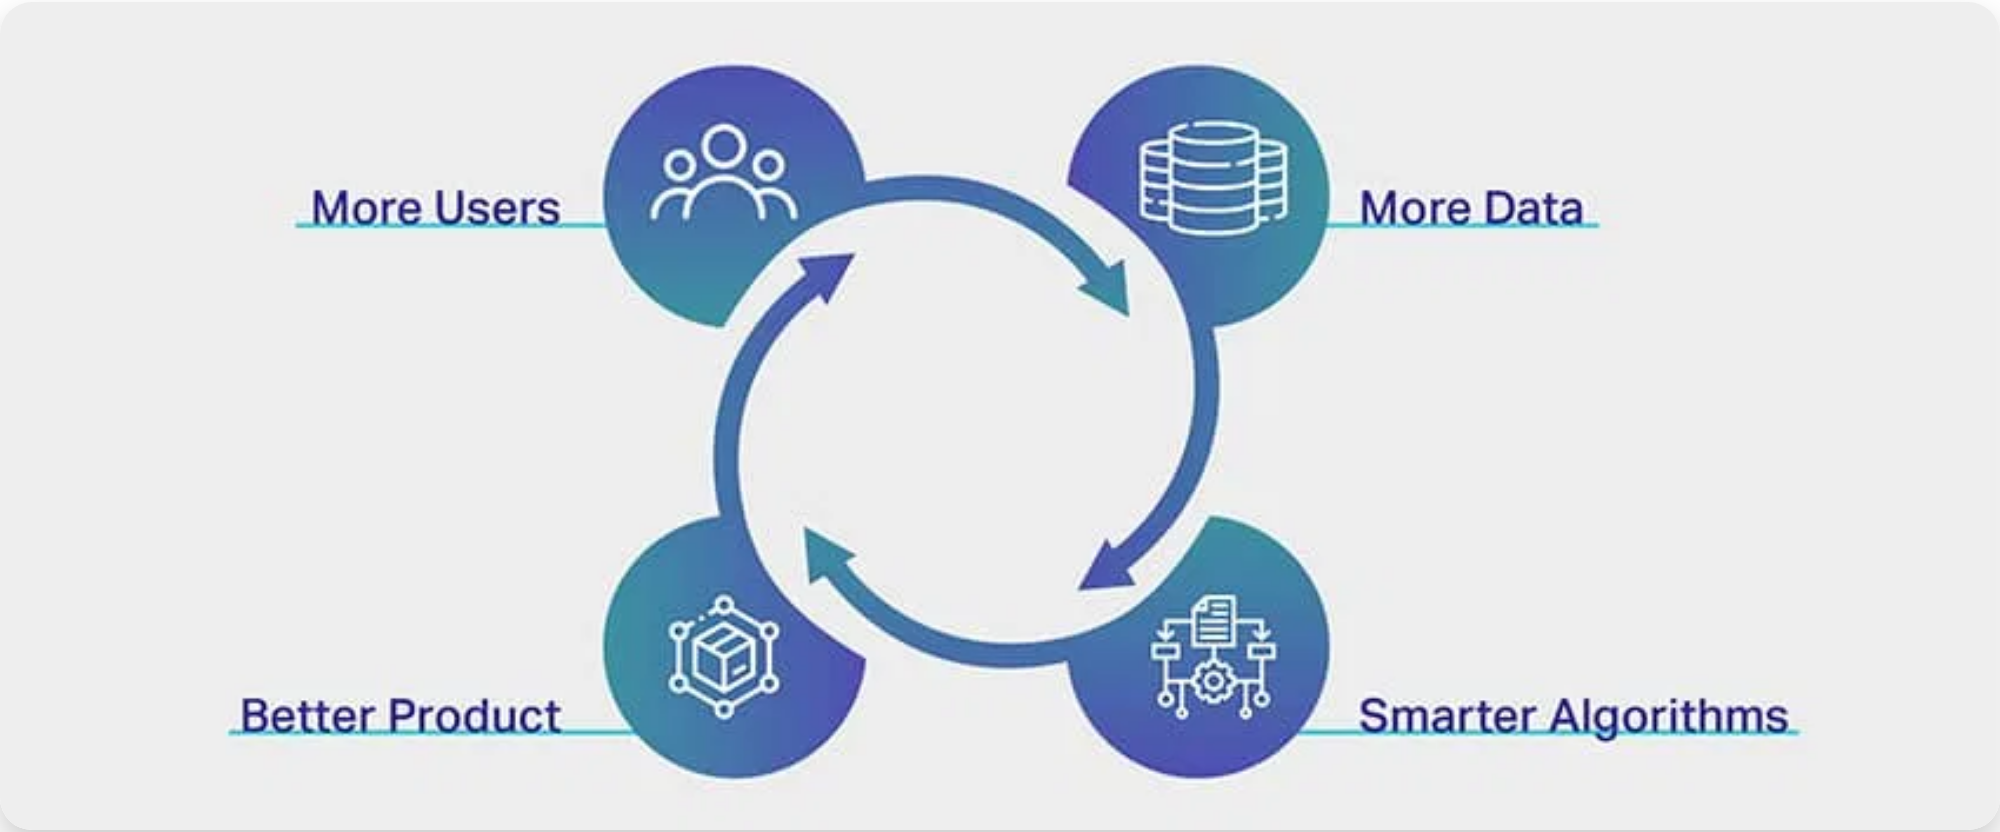 More Users
More Data
Better Product
Smarter Algorithms